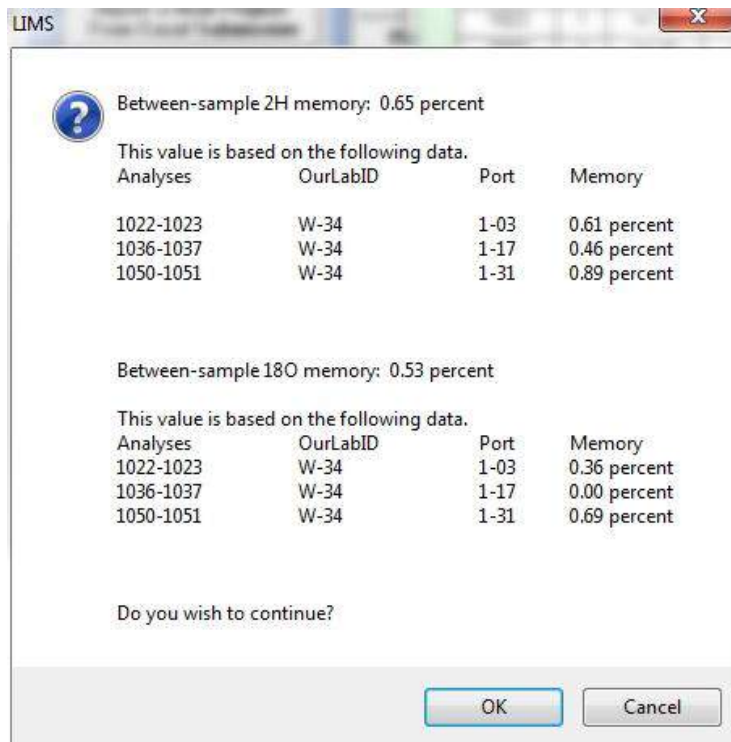 LIMS
Between-sample 2H memory: 0.65 percent
This value is based on the following data.
Analyses OurLabID Port Memory
1022-1023 W-34 1-03 0.61 percent
1036-1037 W-34 1-17 0.46 percent
1050-1051 W-34 1-31 0.89 percent
Between-sample 18O memory: 0.53 percent
This value is based on the following data.
Analyses OurLabID Port Memory
1022-1023 W-34 1-03 0.36 percent
1036-1037 W-34 1-17 0.00 percent
1050-1051 W-34 1-31 0.69 percent
Do you wish to continue?
OK Cancel